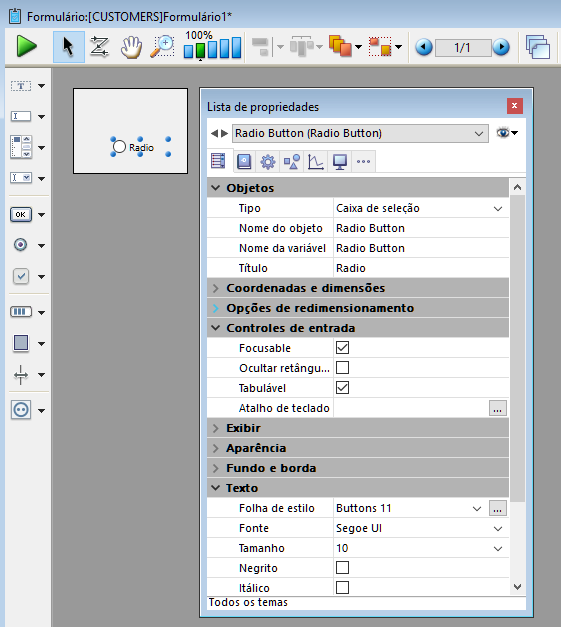 Formulário:[CUSTOMERS]Formulário1*
100%
1/1
T
I
I
OK
Radio
Lista de propriedades
x
Radio Button (Radio Button)
Objetos
Tipo Caixa de seleção
Nome do objeto Radio Button
Nome da variável Radio Button
Título Radio
Coordenadas e dimensões
Opções de redimensionamento
Controles de entrada
Focusable
Ocultar retângu...
Tabulável
Atalho de teclado ...
Exibir
Aparência
Fundo e borda
Texto
Folha de estilo Buttons 11 ...
Fonte Segoe UI
Tamanho 10
Negrito
Itálico
Todos os temas